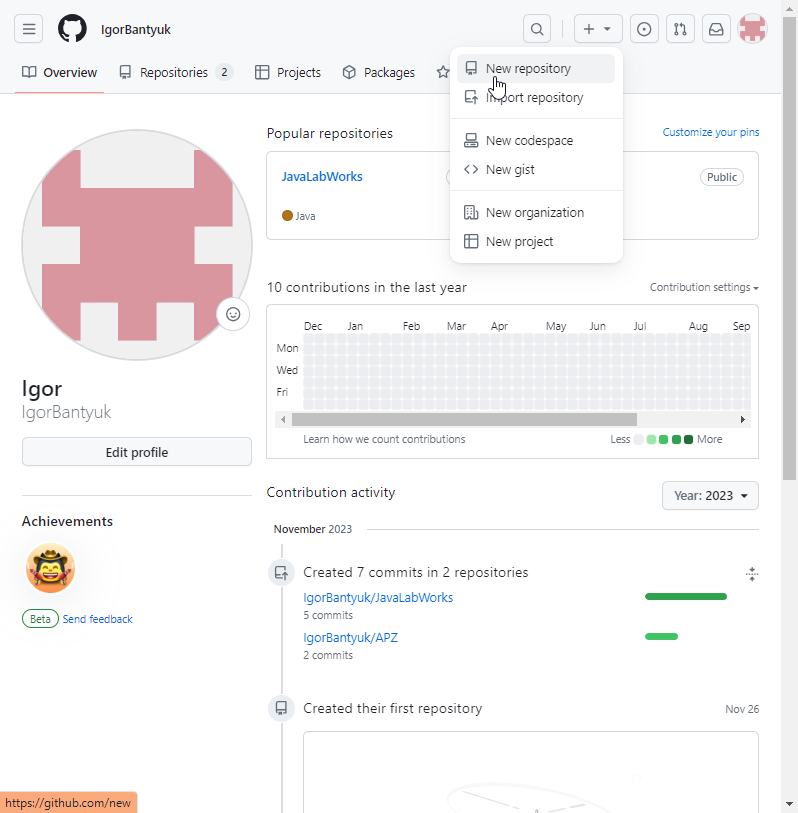 IgorBantyuk
Overview
Repositories 2
Projects
Packages
New repository
Import repository
New codespace
New gist
New organization
New project
Popular repositories
Customize your pins
JavaLabWorks
Public
Java
10 contributions in the last year
Contribution settings
Dec Jan Feb Mar Apr May Jun Jul Aug Sep
Mon
Wed
Fri
Learn how we count contributions
Less
More
Igor
IgorBantyuk
Edit profile
Achievements
Beta Send feedback
Contribution activity
Year: 2023
November 2023
Created 7 commits in 2 repositories
IgorBantyuk/JavaLabWorks
5 commits
IgorBantyuk/APZ
2 commits
Created their first repository
Nov 26
https://github.com/new